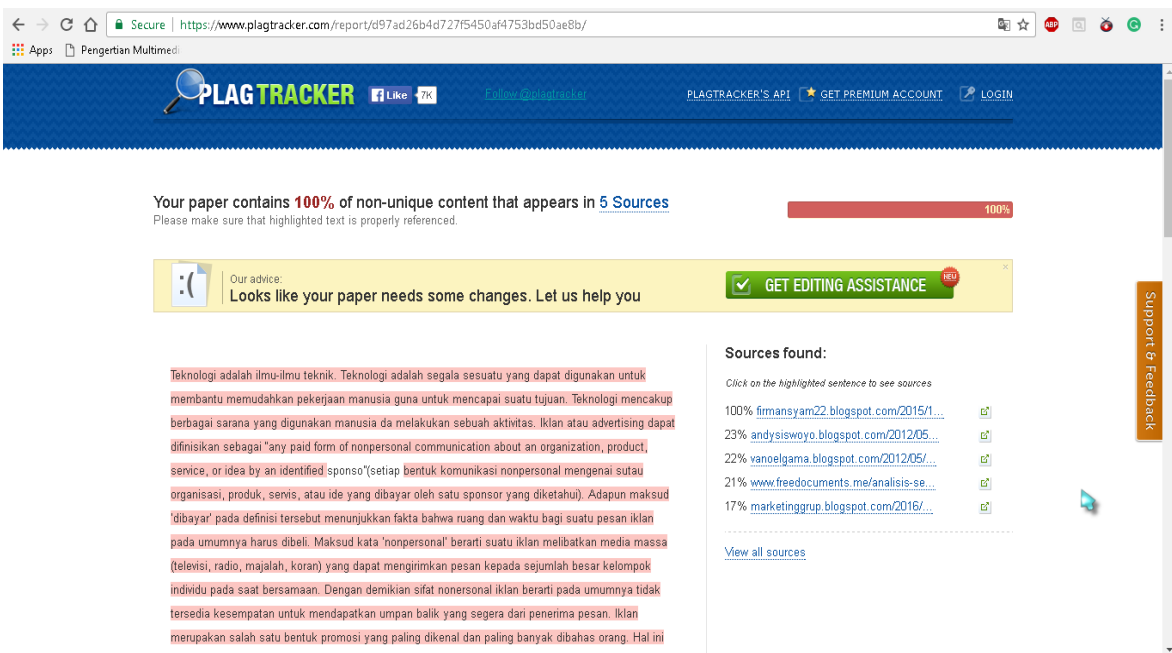 Secure | https://www.plagtracker.com/report/d97ad26b4d727f5450af4753bd50ae8b/
Apps Pengertian Multimedi
PLAG TRACKER Like 7K Follow @plagtracker PLAGTRACKER'S API GET PREMIUM ACCOUNT LOGIN
Your paper contains 100% of non-unique content that appears in 5 Sources
100%
Please make sure that highlighted text is properly referenced.
:( Our advice:
Looks like your paper needs some changes. Let us help you
GET EDITING ASSISTANCE NEW
Support & Feedback
Teknologi adalah ilmu-ilmu teknik. Teknologi adalah segala sesuatu yang dapat digunakan untuk
membantu memudahkan pekerjaan manusia guna untuk mencapai suatu tujuan. Teknologi mencakup
berbagai sarana yang digunakan manusia da melakukan sebuah aktivitas. Iklan atau advertising dapat
difinisikan sebagai "any paid form of nonpersonal communication about an organization, product,
service, or idea by an identified sponso"(setiap bentuk komunikasi nonpersonal mengenai sutau
organisasi, produk, servis, atau ide yang dibayar oleh satu sponsor yang diketahui). Adapun maksud
'dibayar' pada definisi tersebut menunjukkan fakta bahwa ruang dan waktu bagi suatu pesan iklan
pada umumnya harus dibeli. Maksud kata 'nonpersonal' berarti suatu iklan melibatkan media massa
(televisi, radio, majalah, koran) yang dapat mengirimkan pesan kepada sejumlah besar kelompok
individu pada saat bersamaan. Dengan demikian sifat nonersonal iklan berarti pada umumnya tidak
tersedia kesempatan untuk mendapatkan umpan balik yang segera dari penerima pesan. Iklan
merupakan salah satu bentuk promosi yang paling dikenal dan paling banyak dibahas orang. Hal ini
Sources found:
Click on the highlighted sentence to see sources
100% firmansyam22.blogspot.com/2015/1...
23% andysiswoyo.blogspot.com/2012/05...
22% vanoelgama.blogspot.com/2012/05/...
21% www.freedocuments.me/analisis-se...
17% marketinggrup.blogspot.com/2016/...
View all sources